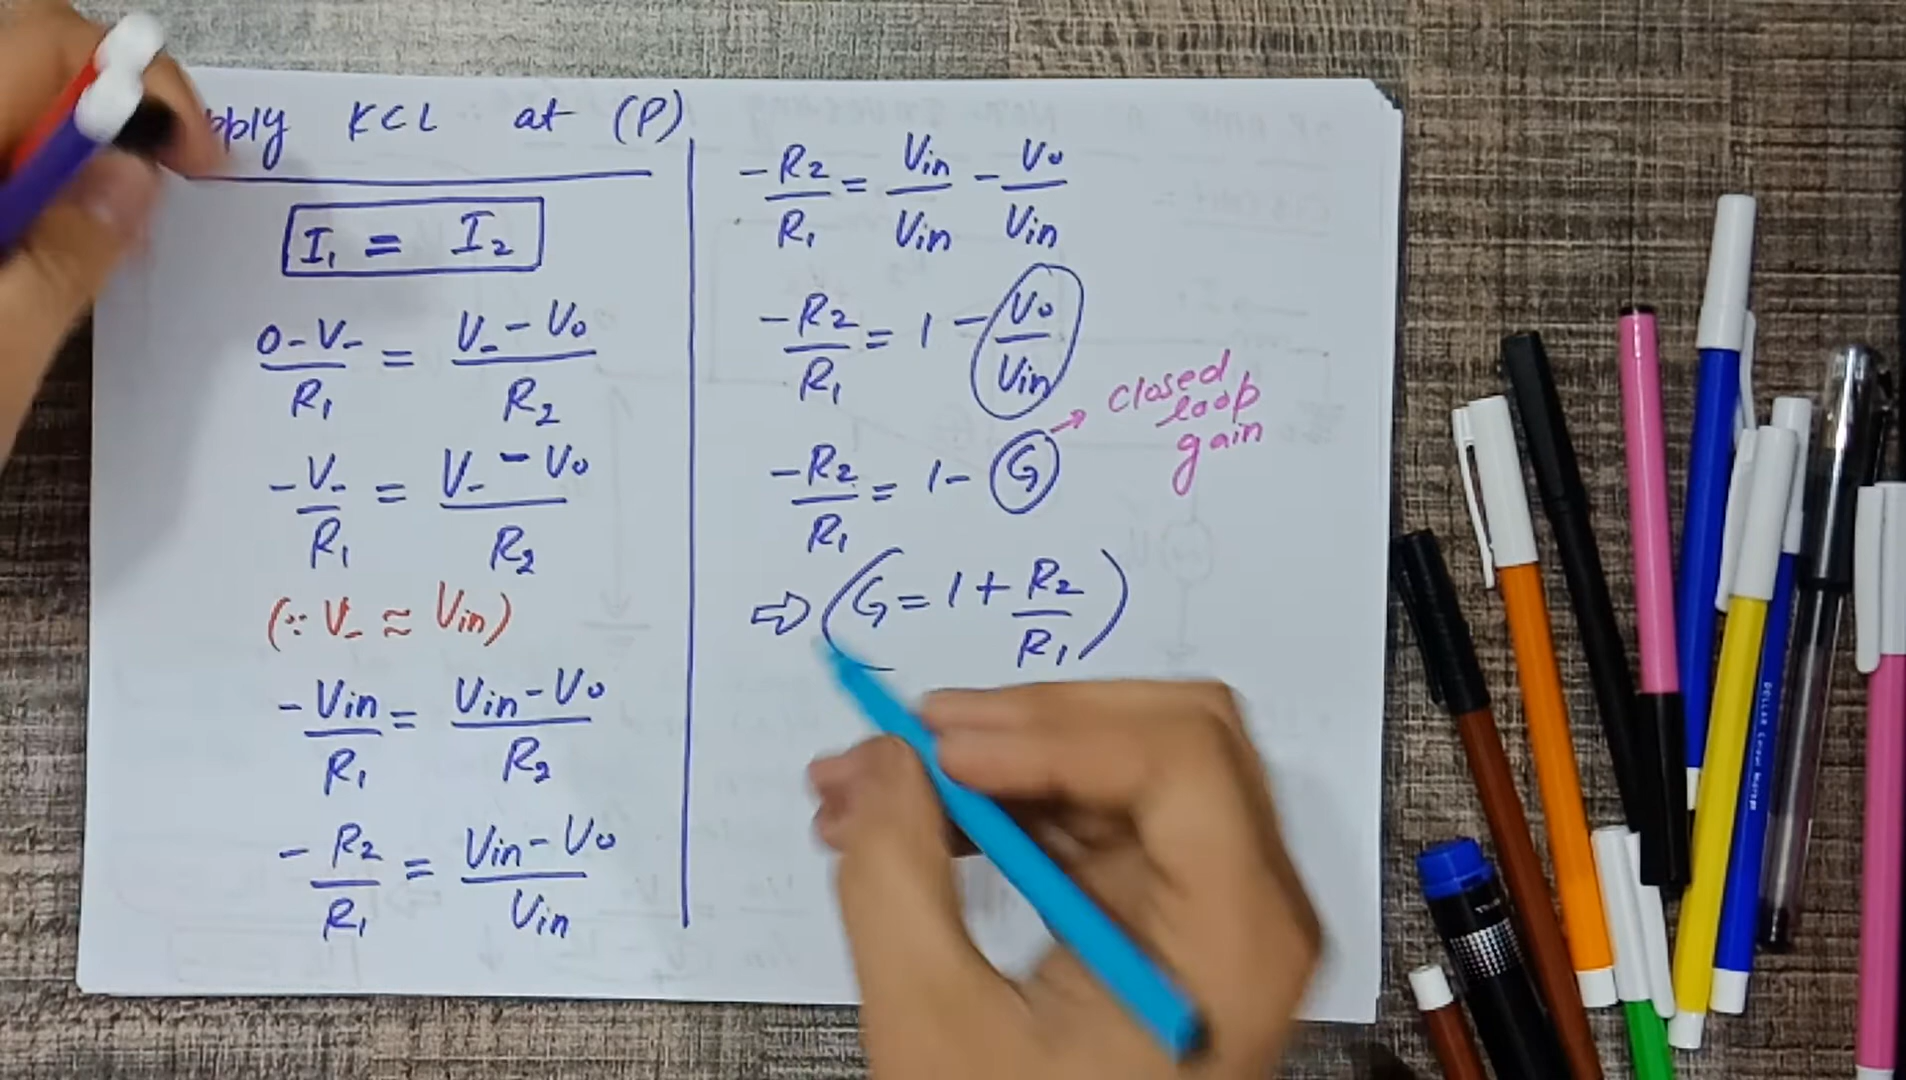 pply KCL at (P)
I₁ = I₂
0-V₋/R₁ = V₋-V₀/R₂
-V₋/R₁ = V₋-V₀/R₂
(∵ V₋ ≈ Vin)
-Vin/R₁ = Vin-V₀/R₂
-R₂/R₁ = Vin-V₀/Vin
-R₂/R₁ = Vin/Vin - V₀/Vin
-R₂/R₁ = 1 - V₀/Vin
closed
loop
gain
-R₂/R₁ = 1 - G
⇒ (G = 1 + R₂/R₁)